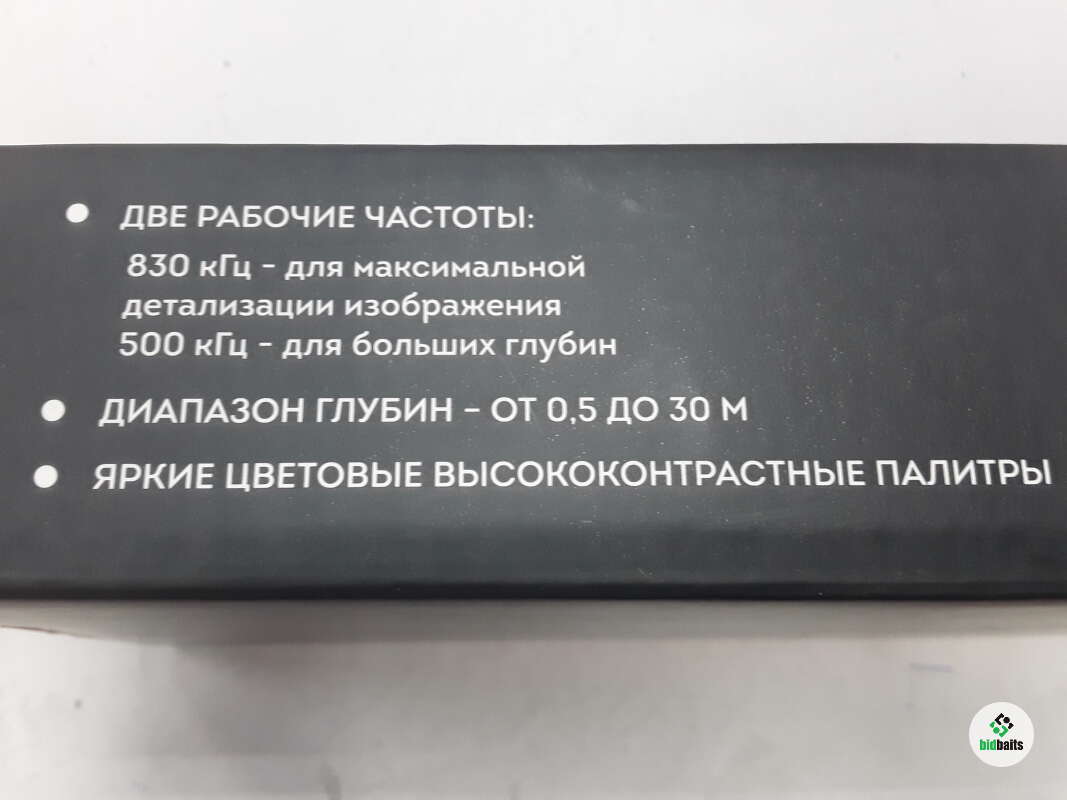 ДВЕ РАБОЧИЕ ЧАСТОТЫ:
830 кГц - для максимальной
детализации изображения
500 кГц - для больших глубин
ДИАПАЗОН ГЛУБИН - ОТ 0,5 ДО 30 М
ЯРКИЕ ЦВЕТОВЫЕ ВЫСОКОКОНТРАСТНЫЕ ПАЛИТРЫ
bidbaits